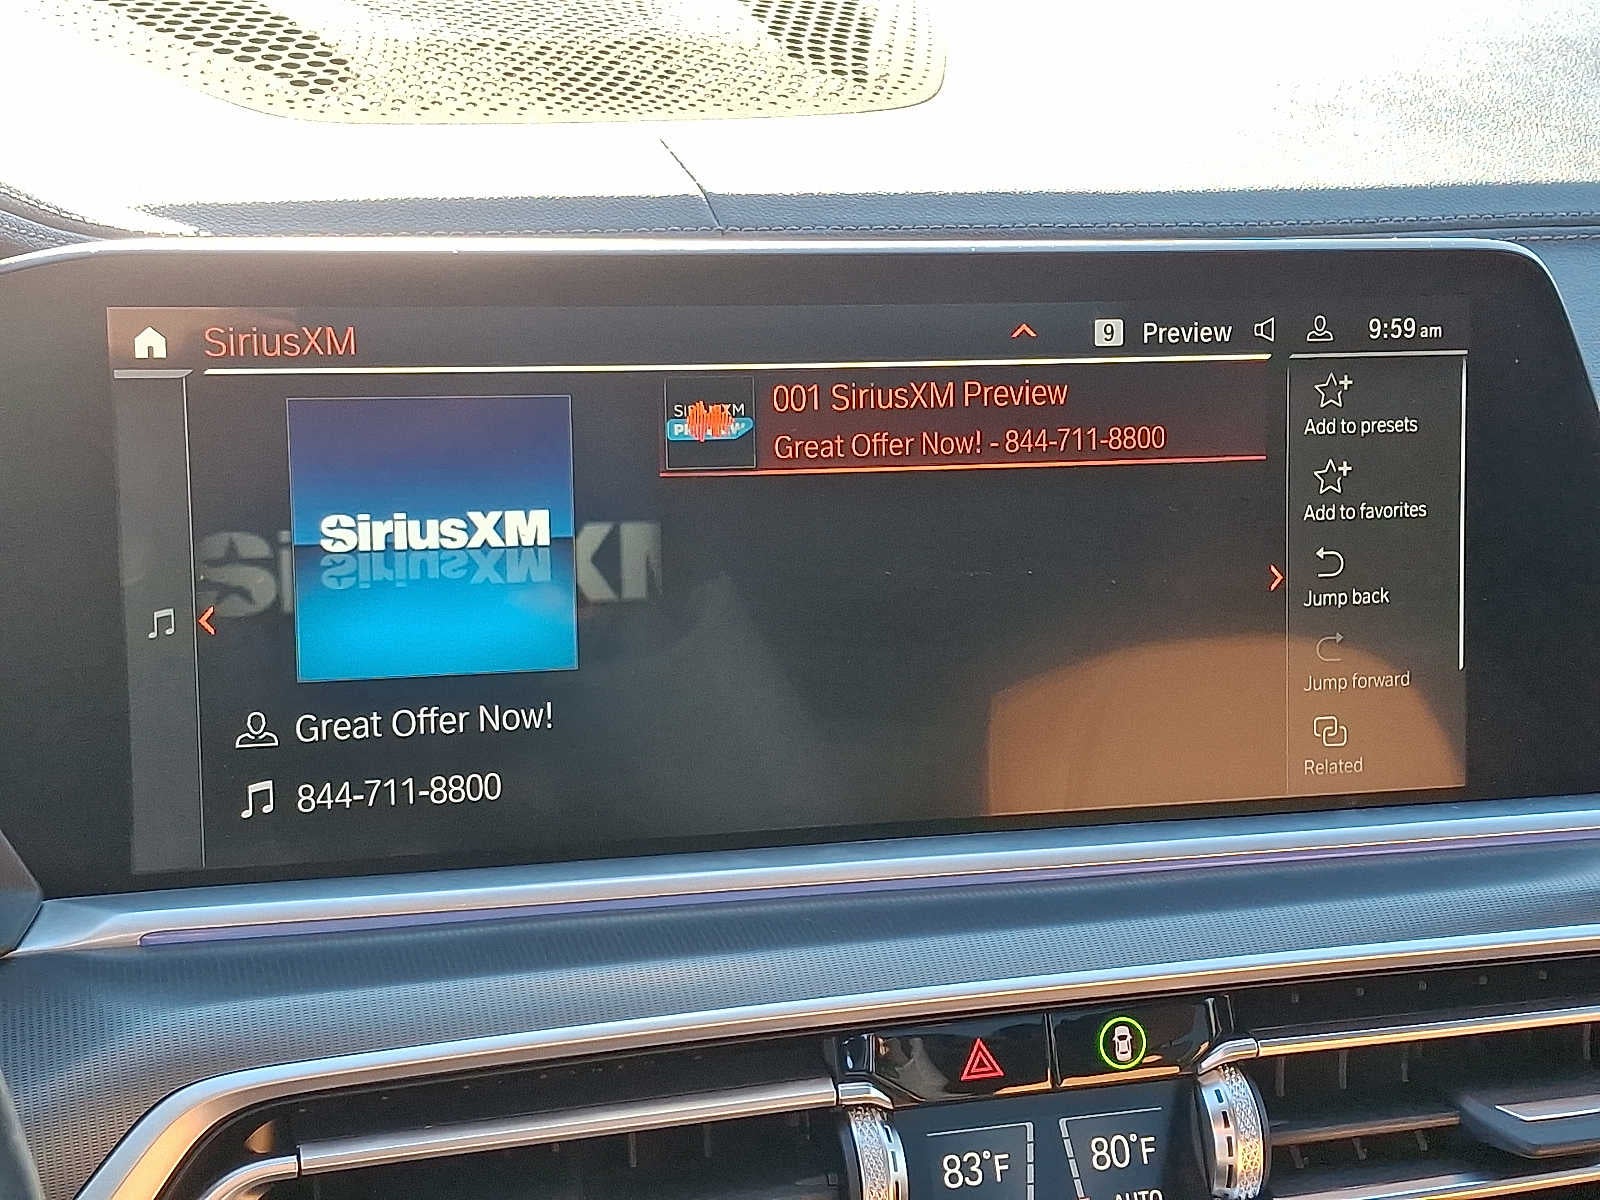 SiriusXM
9 Preview 9:59 am
001 SiriusXM Preview
Great Offer Now! - 844-711-8800
SiriusXM
Great Offer Now!
844-711-8800
Add to presets
Add to favorites
Jump back
Jump forward
Related
83°F
80°F
AUTO